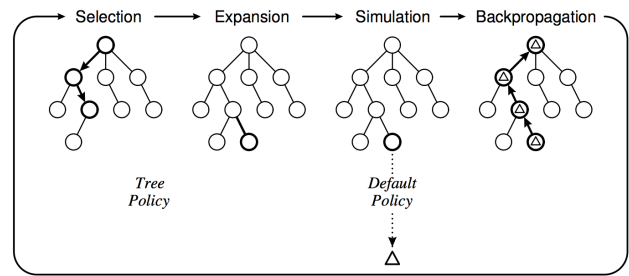 Selection
Expansion
Simulation
Backpropagation
Tree
Policy
Default
Policy